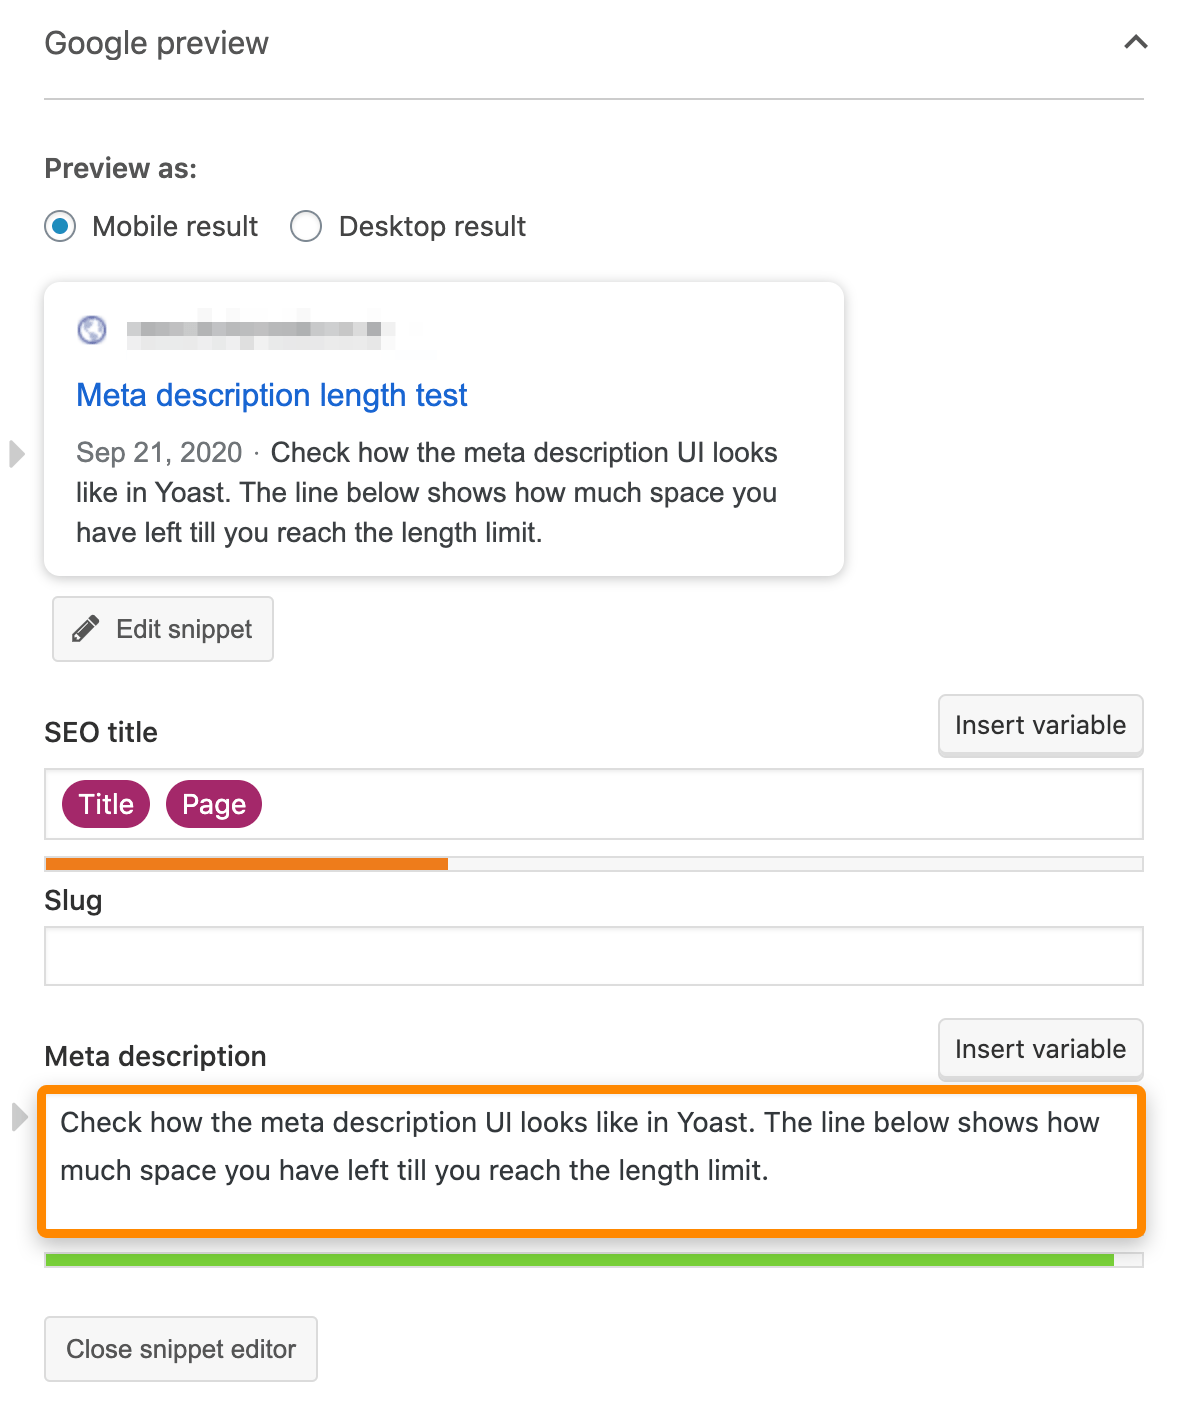 Google preview
Preview as:
Mobile result Desktop result
Meta description length test
Sep 21, 2020 · Check how the meta description UI looks
like in Yoast. The line below shows how much space you
have left till you reach the length limit.
Edit snippet
SEO title
Insert variable
Title Page
Slug
Meta description
Insert variable
Check how the meta description UI looks like in Yoast. The line below shows how
much space you have left till you reach the length limit.
Close snippet editor